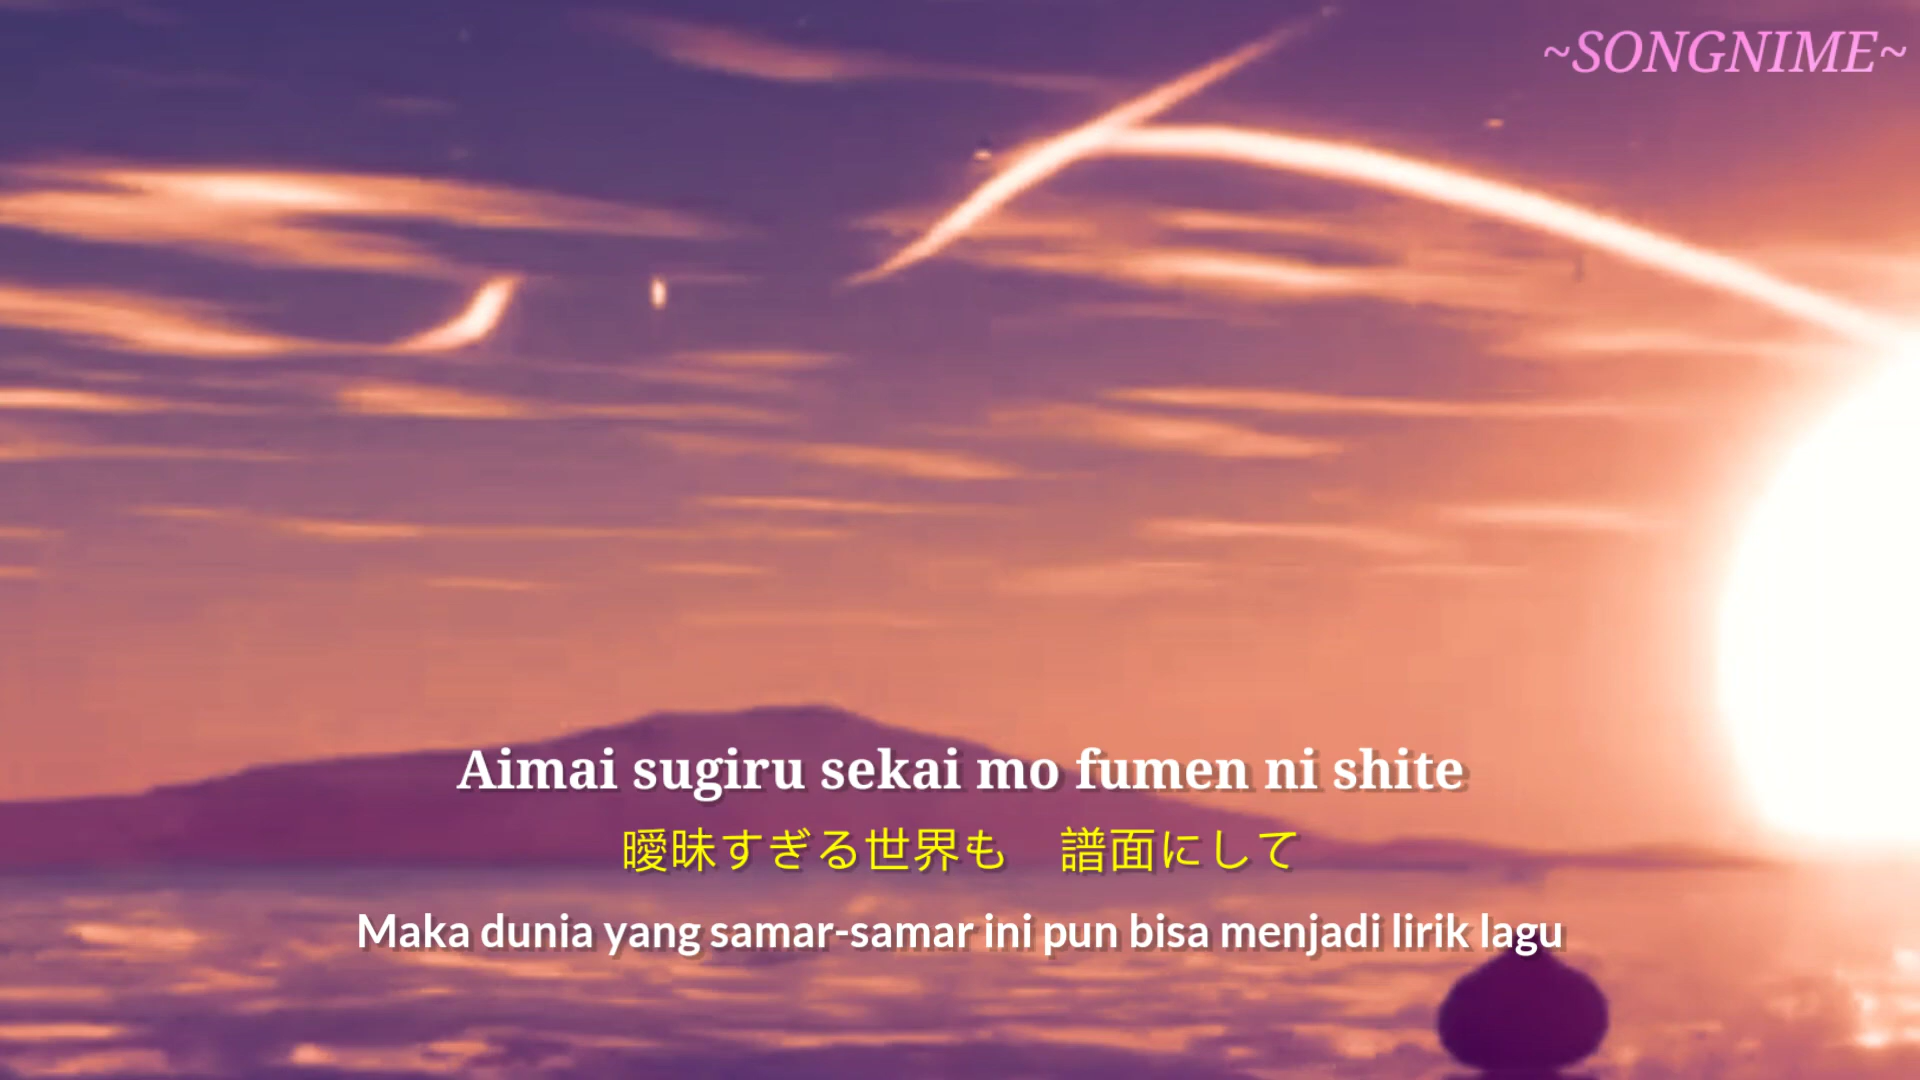 ~SONGNIME~
Aimai sugiru sekai mo fumen ni shite
曖昧すぎる世界も　譜面にして
Maka dunia yang samar-samar ini pun bisa menjadi lirik lagu